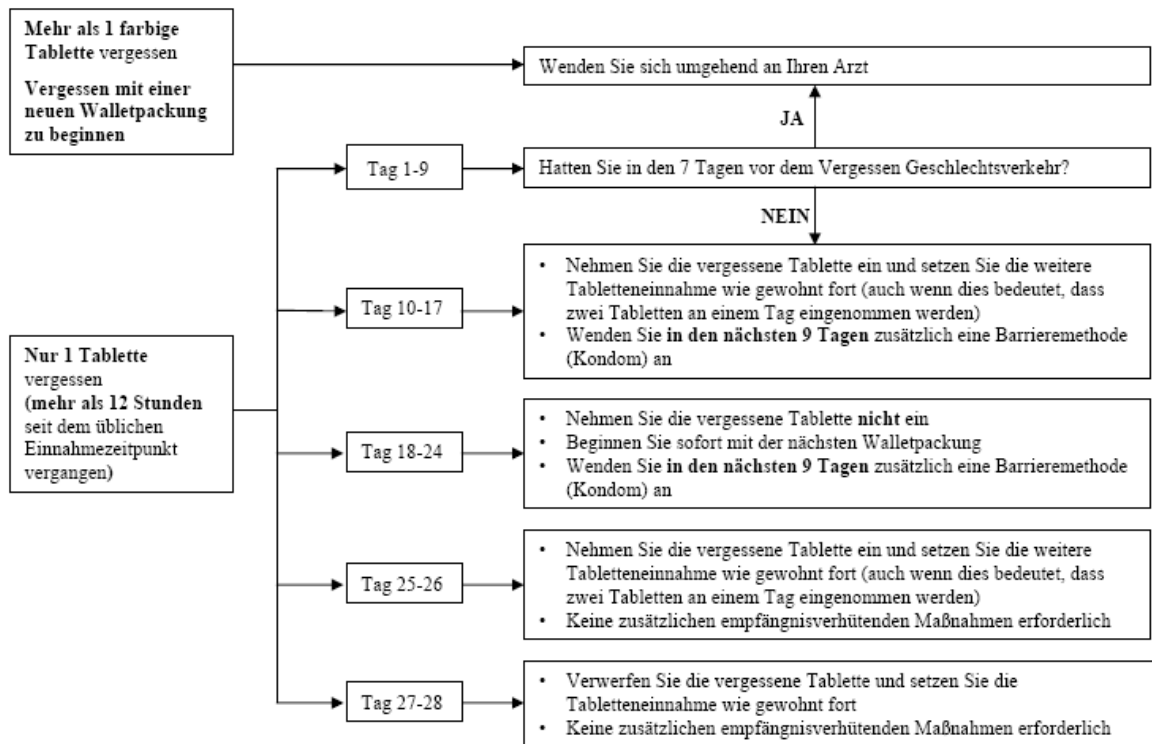 Mehr als 1 farbige
Tablette vergessen
Vergessen mit einer
neuen Walletpackung
zu beginnen
Wenden Sie sich umgehend an Ihren Arzt
JA
Tag 1-9
Hatten Sie in den 7 Tagen vor dem Vergessen Geschlechtsverkehr?
NEIN
Nur 1 Tablette
vergessen
(mehr als 12 Stunden
seit dem üblichen
Einnahmezeitpunkt
vergangen)
Tag 10-17
• Nehmen Sie die vergessene Tablette ein und setzen Sie die weitere
Tabletteneinnahme wie gewohnt fort (auch wenn dies bedeutet, dass
zwei Tabletten an einem Tag eingenommen werden)
• Wenden Sie in den nächsten 9 Tagen zusätzlich eine Barrieremethode
(Kondom) an
Tag 18-24
• Nehmen Sie die vergessene Tablette nicht ein
• Beginnen Sie sofort mit der nächsten Walletpackung
• Wenden Sie in den nächsten 9 Tagen zusätzlich eine Barrieremethode
(Kondom) an
Tag 25-26
• Nehmen Sie die vergessene Tablette ein und setzen Sie die weitere
Tabletteneinnahme wie gewohnt fort (auch wenn dies bedeutet, dass
zwei Tabletten an einem Tag eingenommen werden)
• Keine zusätzlichen empfängnisverhütenden Maßnahmen erforderlich
Tag 27-28
• Verwerfen Sie die vergessene Tablette und setzen Sie die
Tabletteneinnahme wie gewohnt fort
• Keine zusätzlichen empfängnisverhütenden Maßnahmen erforderlich